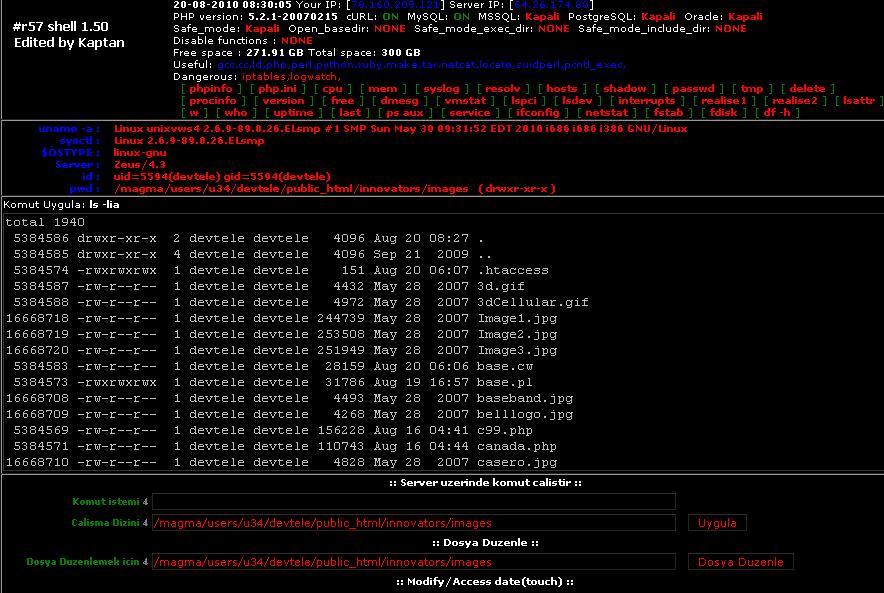 #r57 shell 1.50
Edited by Kaptan
20-08-2010 08:30:05 Your IP: [76.160.209.121] Server IP: [64.26.174.80]
PHP version: 5.2.1-20070215 cURL: ON MySQL: ON MSSQL: Kapali PostgreSQL: Kapali Oracle: Kapali
Safe_mode: Kapali Open_basedir: NONE Safe_mode_exec_dir: NONE Safe_mode_include_dir: NONE
Disable functions : NONE
Free space : 271.91 GB Total space: 300 GB
Useful: gcc,cc,ld,php,perl,python,ruby,make,tar,netcat,locate,suidperl,pcntl_exec,
Dangerous: iptables,logwatch,
[ phpinfo ] [ php.ini ] [ cpu ] [ mem ] [ syslog ] [ resolv ] [ hosts ] [ shadow ] [ passwd ] [ tmp ] [ delete ]
[ procinfo ] [ version ] [ free ] [ dmesg ] [ vmstat ] [ lspci ] [ lsdev ] [ interrupts ] [ realise1 ] [ realise2 ] [ lsattr
[ w ] [ who ] [ uptime ] [ last ] [ ps aux ] [ service ] [ ifconfig ] [ netstat ] [ fstab ] [ fdisk ] [ df -h ]
uname -a : Linux unixvws4 2.6.9-89.0.26.ELsmp #1 SMP Sun May 30 09:31:52 EDT 2010 i686 i686 i386 GNU/Linux
sysctl : Linux 2.6.9-89.0.26.ELsmp
$OSTYPE : linux-gnu
Server : Zeus/4.3
id : uid=5594(devtele) gid=5594(devtele)
pwd : /magma/users/u34/devtele/public_html/innovators/images ( drwxr-xr-x )
Komut Uygula: ls -lia
total 1940
5384586 drwxr-xr-x 2 devtele devtele 4096 Aug 20 08:27 .
5384585 drwxr-xr-x 4 devtele devtele 4096 Sep 21 2009 ..
5384574 -rwxrwxrwx 1 devtele devtele 151 Aug 20 06:07 .htaccess
5384587 -rw-r--r-- 1 devtele devtele 4432 May 28 2007 3d.gif
5384588 -rw-r--r-- 1 devtele devtele 4972 May 28 2007 3dCellular.gif
16668718 -rw-r--r-- 1 devtele devtele 244739 May 28 2007 Image1.jpg
16668719 -rw-r--r-- 1 devtele devtele 253508 May 28 2007 Image2.jpg
16668720 -rw-r--r-- 1 devtele devtele 251949 May 28 2007 Image3.jpg
5384583 -rw-r--r-- 1 devtele devtele 28159 Aug 20 06:06 base.cw
5384573 -rwxrwxrwx 1 devtele devtele 31786 Aug 19 16:57 base.pl
16668708 -rw-r--r-- 1 devtele devtele 4493 May 28 2007 baseband.jpg
16668709 -rw-r--r-- 1 devtele devtele 4268 May 28 2007 belllogo.jpg
5384569 -rw-r--r-- 1 devtele devtele 156228 Aug 16 04:41 c99.php
5384571 -rw-r--r-- 1 devtele devtele 110743 Aug 16 04:44 canada.php
16668710 -rw-r--r-- 1 devtele devtele 4828 May 28 2007 casero.jpg
:: Server uzerinde komut calistir ::
Komut istemi 4
Calisma Dizini 4 /magma/users/u34/devtele/public_html/innovators/images Uygula
:: Dosya Duzenle ::
Dosya Duzenlemek icin 4 /magma/users/u34/devtele/public_html/innovators/images Dosya Duzenle
:: Modify/Access date(touch) ::